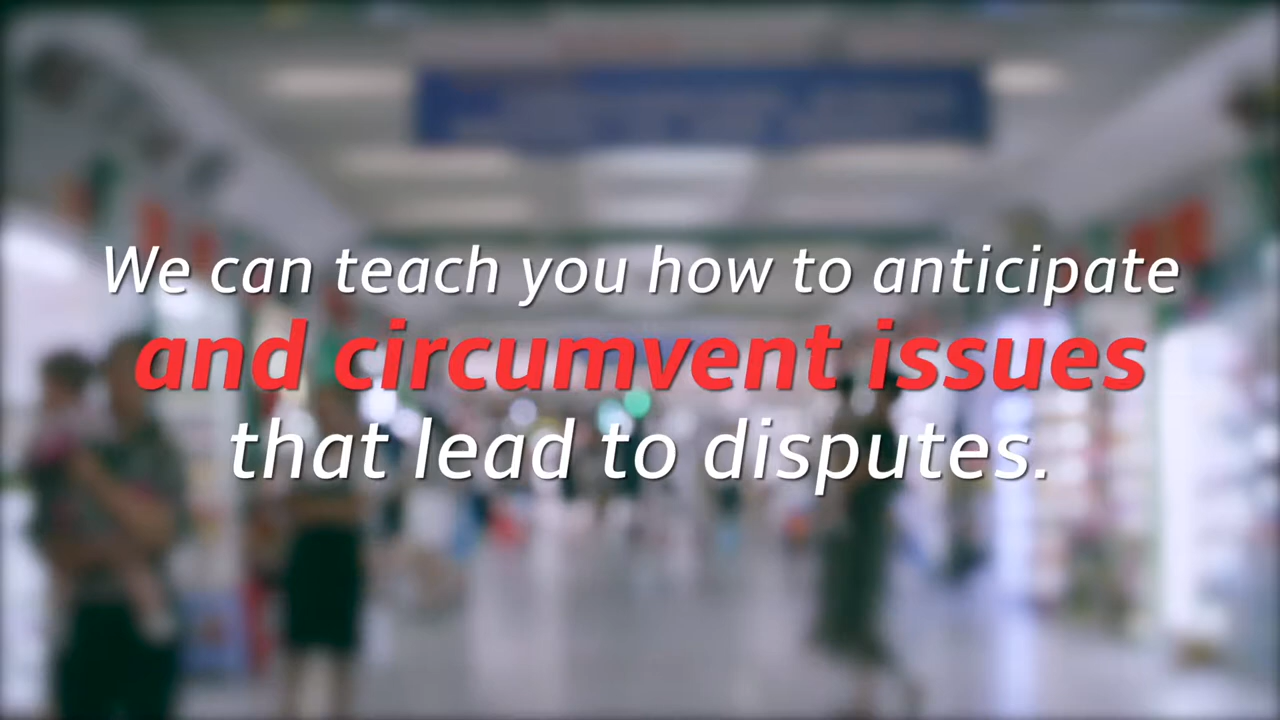 We can teach you how to anticipate
and circumvent issues
that lead to disputes.